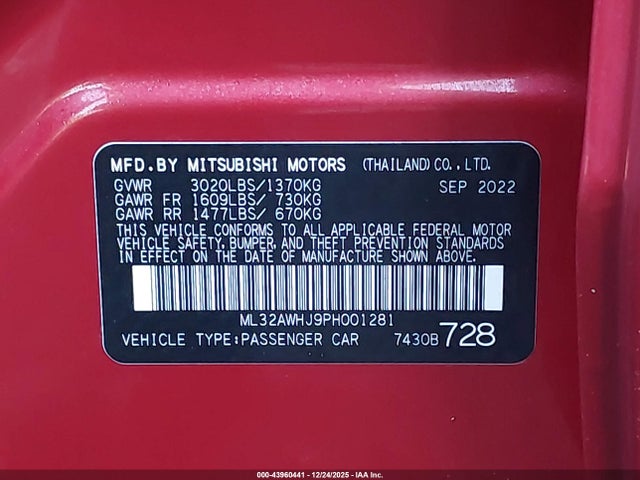 MFD.BY MITSUBISHI MOTORS (THAILAND)CO.,LTD.
GVWR 3020LBS/1370KG SEP 2022
GAWR FR 1609LBS/ 730KG
GAWR RR 1477LBS/ 670KG
THIS VEHICLE CONFORMS TO ALL APPLICABLE FEDERAL MOTOR
VEHICLE SAFETY, BUMPER, AND THEFT PREVENTION STANDARDS
IN EFFECT ON THE DATE OF MANUFACTURE SHOWN ABOVE.
ML32AWHJ9PH001281
VEHICLE TYPE:PASSENGER CAR 7430B 728
000-43960441 - 12/24/2025 - IAA Inc.